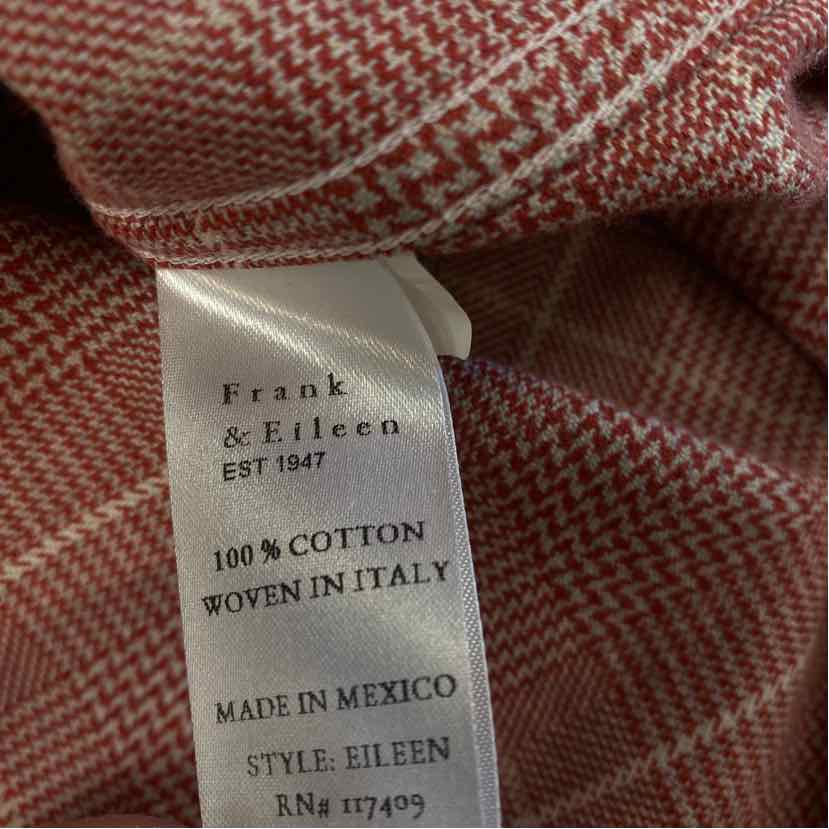 Frank
& Eileen
EST 1947
100 % COTTON
WOVEN IN ITALY
MADE IN MEXICO
STYLE: EILEEN
RN# 117409